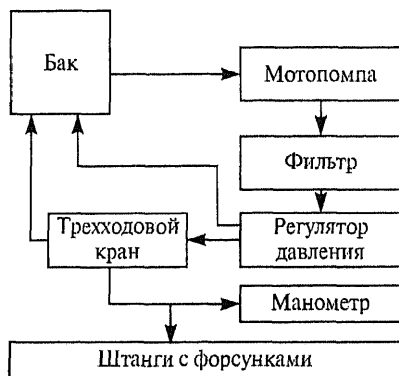 Бак
Мотопомпа
Фильтр
Трехходовой
кран
Регулятор
давления
Манометр
Штанги с форсунками